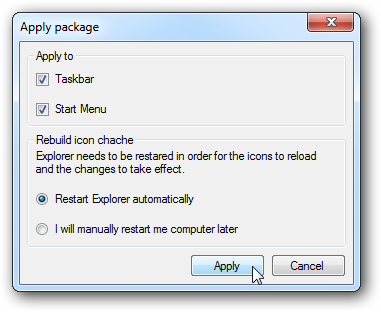 Apply package
Apply to
Taskbar
Start Menu
Rebuild icon chache
Explorer needs to be restared in order for the icons to reload
and the changes to take effect.
Restart Explorer automatically
I will manually restart me computer later
Apply
Cancel